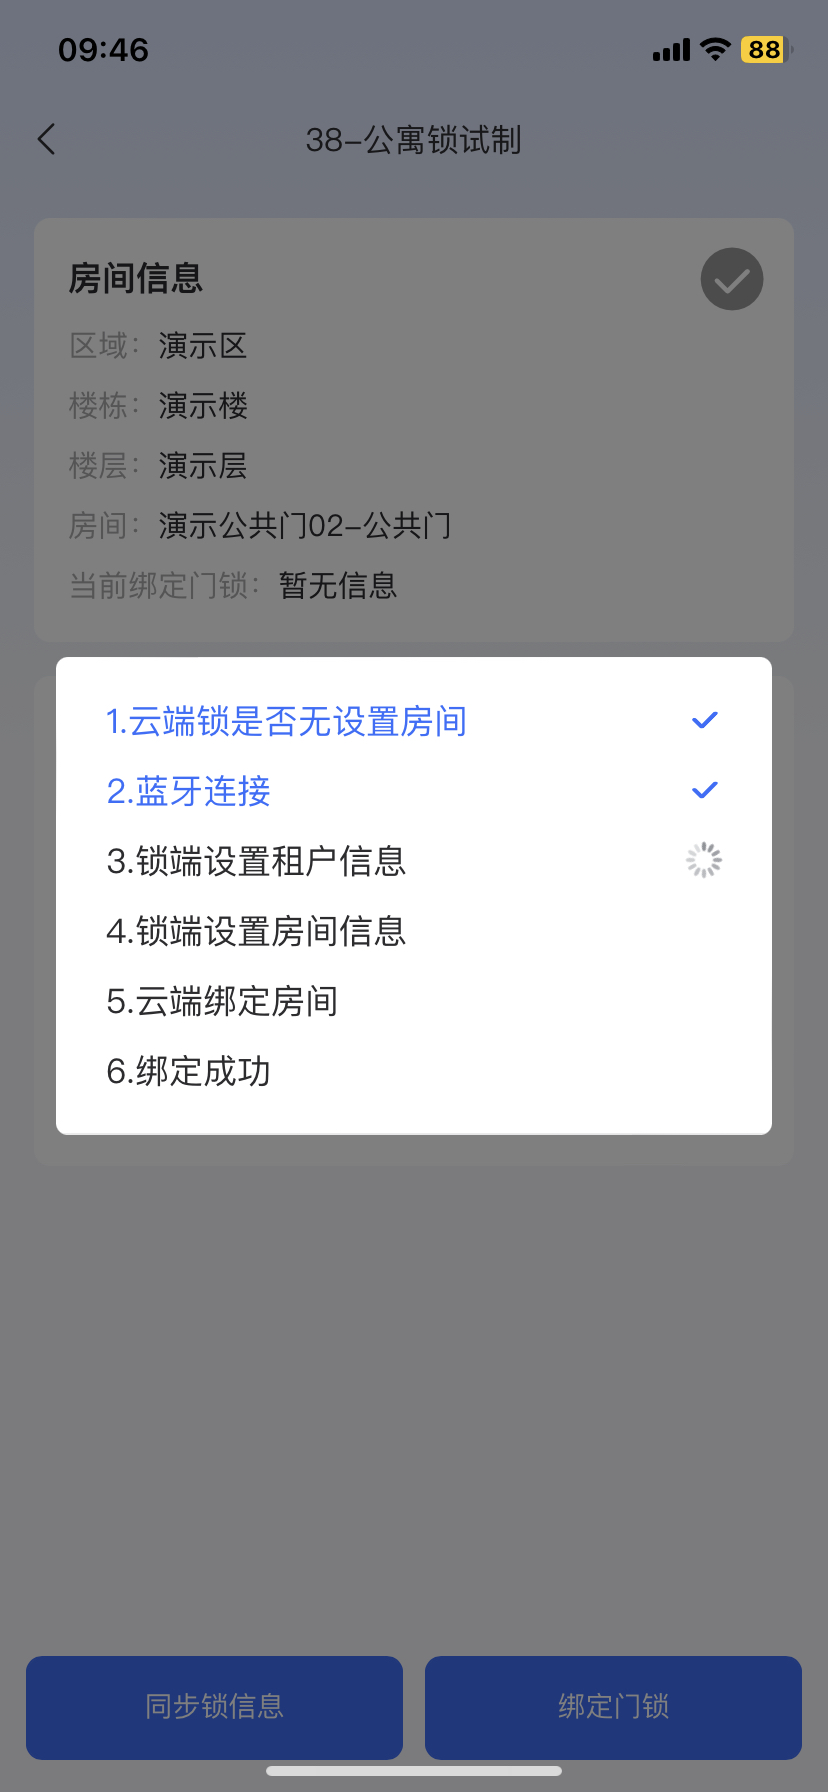 09:46
88
38-公寓锁试制
房间信息
区域：演示区
楼栋：演示楼
楼层：演示层
房间：演示公共门02-公共门
当前绑定门锁：暂无信息
1.云端锁是否无设置房间
2.蓝牙连接
3.锁端设置租户信息
4.锁端设置房间信息
5.云端绑定房间
6.绑定成功
同步锁信息
绑定门锁